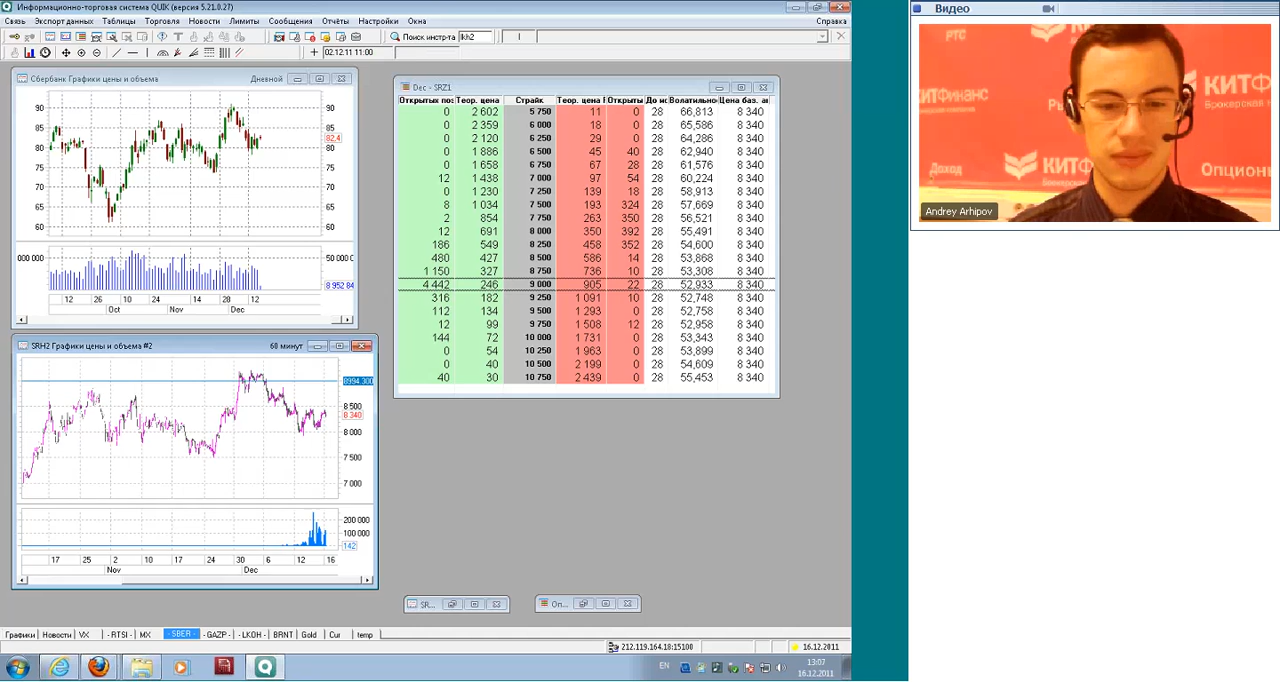 Информационно-торговая система QUIK (версия 5.21.0.27)
Связь Экспорт данных Таблицы Торговля Новости Лимиты Сообщения Отчёты Настройки Окна Справка
Поиск инстр-та lkh2
02.12.11 11:00
Сбербанк Графики цены и объема Дневной
90
85
82,4
80
75
70
65
60
000 000 50 000
8 952 84
12 26 10 24 14 28 12
Oct Nov Dec
SRH2 Графики цены и объема #2 60 минут
8994.300
8 500
8 340
8 000
7 500
7 000
200 000
100 000
142
17 25 2 10 17 24 30 6 12 16
Nov Dec
Dec - SRZ1
Открытых поз Теор. цена Страйк Теор. цена Открыты До ис Волатильно Цена баз. ак
0 2 602 5 750 11 0 28 66,813 8 340
0 2 359 6 000 18 0 28 65,586 8 340
0 2 120 6 250 29 0 28 64,286 8 340
0 1 886 6 500 45 40 28 62,940 8 340
0 1 658 6 750 67 28 28 61,576 8 340
12 1 438 7 000 97 54 28 60,224 8 340
0 1 230 7 250 139 18 28 58,913 8 340
8 1 034 7 500 193 324 28 57,669 8 340
2 854 7 750 263 350 28 56,521 8 340
12 691 8 000 350 392 28 55,491 8 340
186 549 8 250 458 352 28 54,600 8 340
480 427 8 500 586 14 28 53,868 8 340
1 150 327 8 750 736 10 28 53,308 8 340
4 442 246 9 000 905 22 28 52,933 8 340
316 182 9 250 1 091 10 28 52,748 8 340
112 134 9 500 1 293 0 28 52,758 8 340
12 99 9 750 1 508 12 28 52,958 8 340
144 72 10 000 1 731 0 28 53,343 8 340
0 54 10 250 1 963 0 28 53,899 8 340
0 40 10 500 2 199 0 28 54,609 8 340
40 30 10 750 2 439 0 28 55,453 8 340
SR...
Оп...
Графики Новости VX -RTSI- MX -SBER- -GAZP- -LKOH- BRNT Gold Cur temp
212.119.164.18:15100 16.12.2011
EN 13:07
16.12.2011
Видео
РТС
КИТФинанс
КИТ
Брокерская
Доход
КИТ
Опцион
Andrey Arhipov